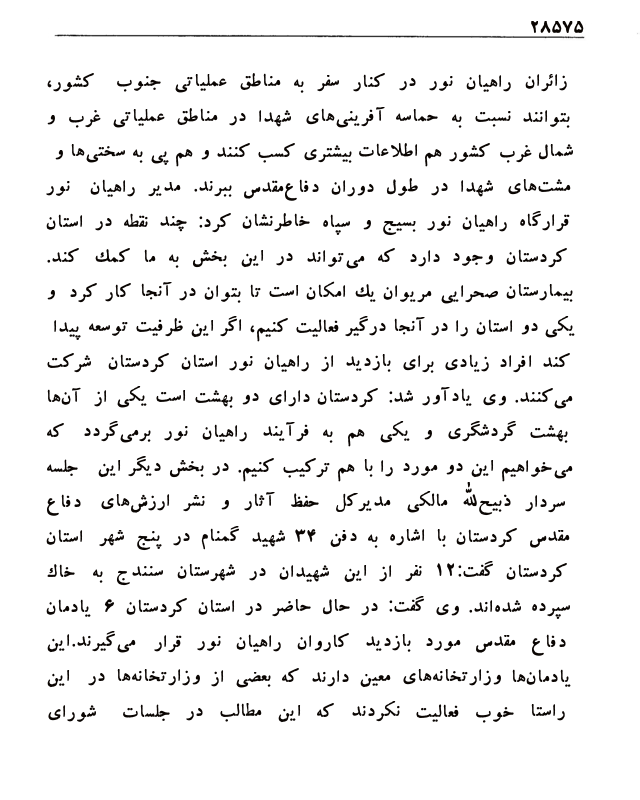 ۲۸۵۷۵
زائران راهیان نور در کنار سفر به مناطق عملیاتی جنوب کشور،
بتوانند نسبت به حماسه آفرینی‌های شهدا در مناطق عملیاتی غرب و
شمال غرب کشور هم اطلاعات بیشتری کسب کنند و هم پی به سختی‌ها و
مشت‌های شهدا در طول دوران دفاع‌مقدس ببرند. مدیر راهیان نور
قرارگاه راهیان نور بسیج و سپاه خاطرنشان کرد: چند نقطه در استان
کردستان وجود دارد که می‌تواند در این بخش به ما کمك کند.
بیمارستان صحرایی مریوان یك امکان است تا بتوان در آنجا کار کرد و
یکی دو استان را در آنجا درگیر فعالیت کنیم، اگر این ظرفیت توسعه پیدا
کند افراد زیادی برای بازدید از راهیان نور استان کردستان شرکت
می‌کنند. وی یادآور شد: کردستان دارای دو بهشت است یکی از آن‌ها
بهشت گردشگری و یکی هم به فرآیند راهیان نور برمی‌گردد که
می‌خواهیم این دو مورد را با هم ترکیب کنیم. در بخش دیگر این جلسه
سردار ذبیح‌الله مالکی مدیرکل حفظ آثار و نشر ارزش‌های دفاع
مقدس کردستان با اشاره به دفن ۳۴ شهید گمنام در پنج شهر استان
کردستان گفت:۱۲ نفر از این شهیدان در شهرستان سنندج به خاك
سپرده شده‌اند. وی گفت: در حال حاضر در استان کردستان ۶ یادمان
دفاع مقدس مورد بازدید کاروان راهیان نور قرار می‌گیرند.این
یادمان‌ها وزارتخانه‌های معین دارند که بعضی از وزارتخانه‌ها در این
راستا خوب فعالیت نکردند که این مطالب در جلسات شورای